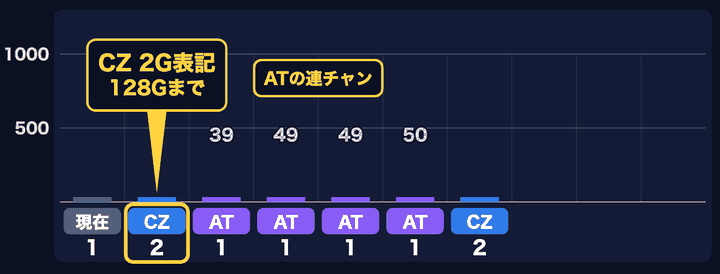 1000
CZ 2G表記
128Gまで
ATの連チャン
500
39 49 49 50
現在 CZ AT AT AT AT CZ
1 2 1 1 1 1 2